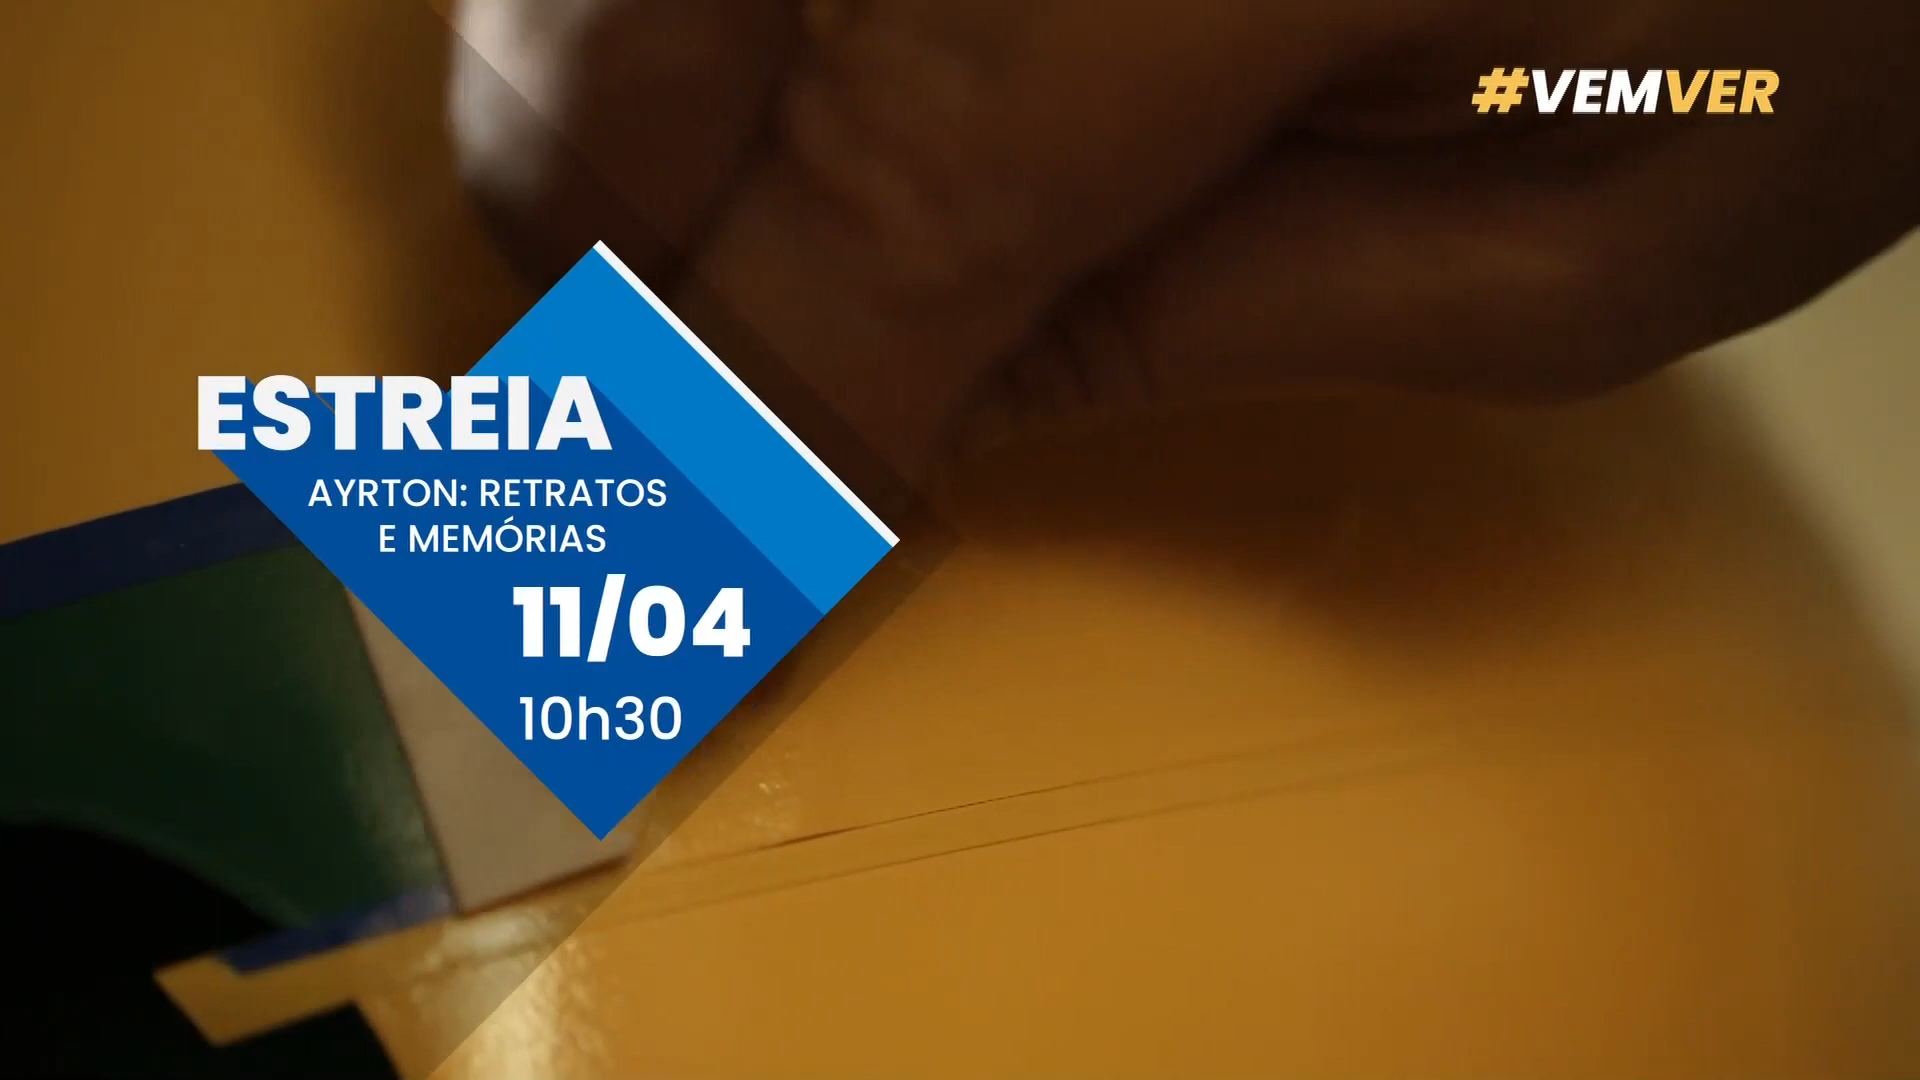 #VEMVER
ESTREIA
AYRTON: RETRATOS
E MEMÓRIAS
11/04
10h30